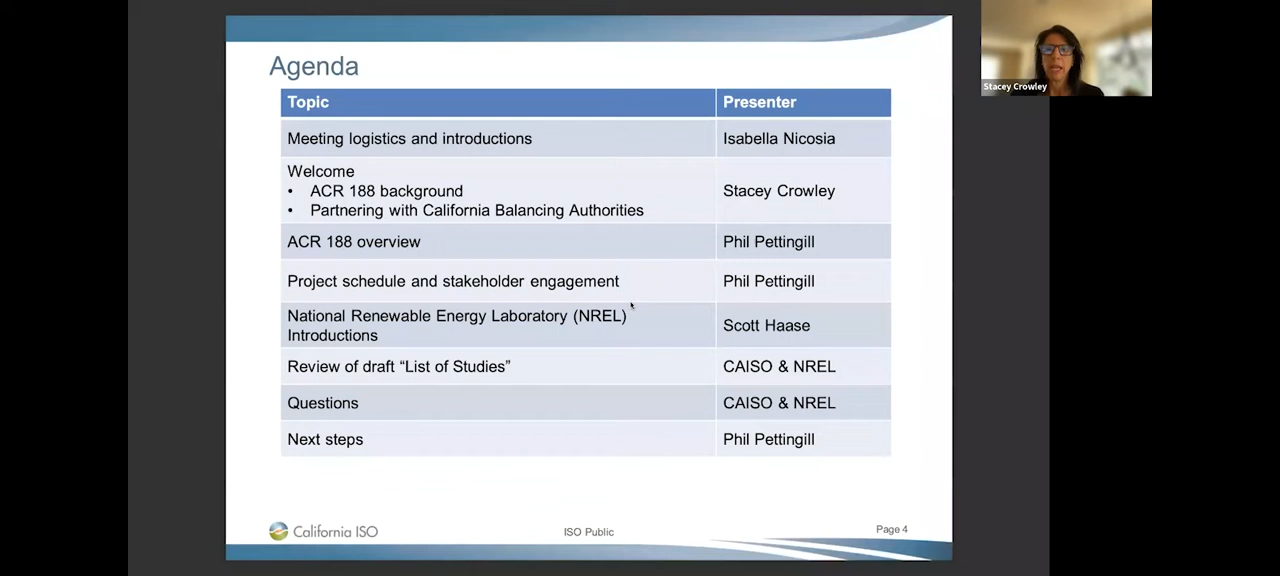 Agenda
Topic Presenter
Meeting logistics and introductions Isabella Nicosia
Welcome
• ACR 188 background
• Partnering with California Balancing Authorities
Stacey Crowley
ACR 188 overview Phil Pettingill
Project schedule and stakeholder engagement Phil Pettingill
National Renewable Energy Laboratory (NREL)
Introductions
Scott Haase
Review of draft “List of Studies” CAISO & NREL
Questions CAISO & NREL
Next steps Phil Pettingill
California ISO
ISO Public
Page 4
Stacey Crowley